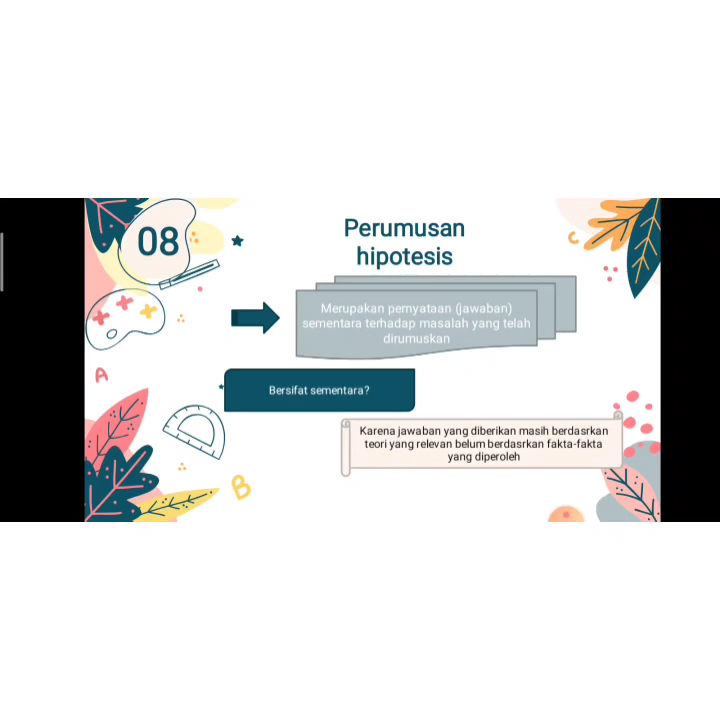 08
Perumusan
hipotesis
Merupakan pernyataan (jawaban)
sementara terhadap masalah yang telah
dirumuskan
Bersifat sementara?
Karena jawaban yang diberikan masih berdasrkan
teori yang relevan belum berdasrkan fakta-fakta
yang diperoleh
A
B
C